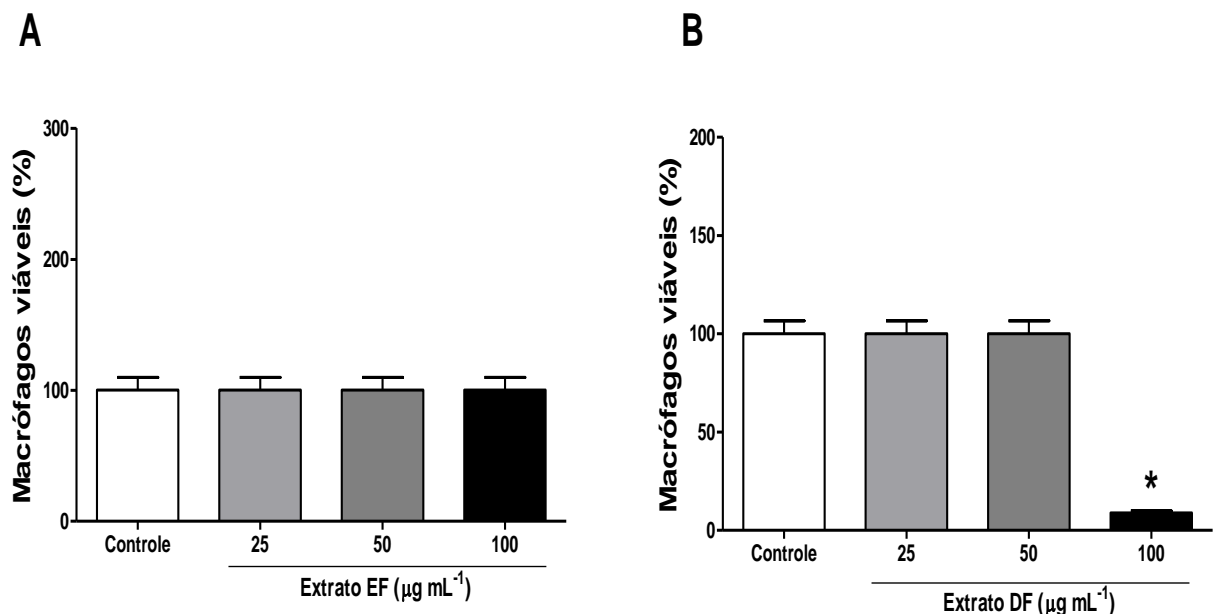 A
Macrófagos viáveis (%)
300
200
100
0
Controle 25 50 100
Extrato EF (μg mL⁻¹)
B
Macrófagos viáveis (%)
200
150
100
50
0
*
Controle 25 50 100
Extrato DF (μg mL⁻¹)